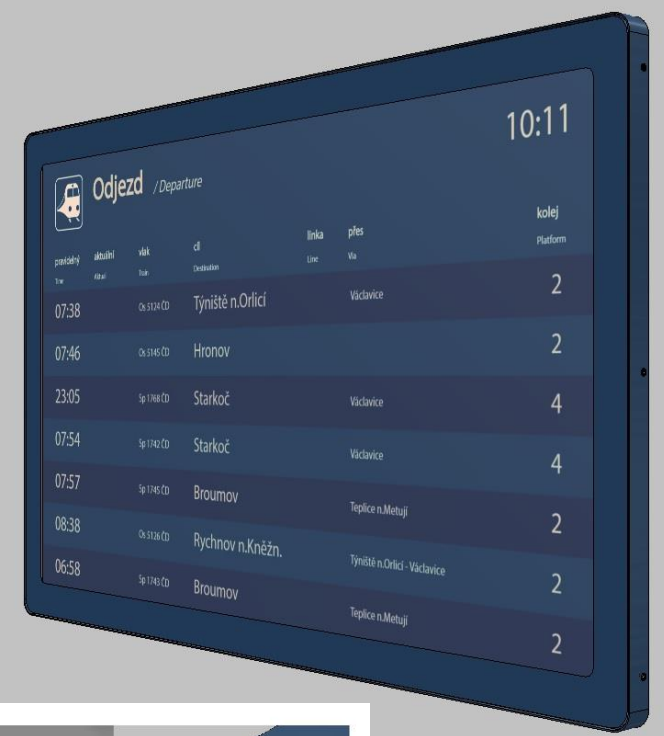 10:11
Odjezd / Departure
pravidelný aktuální vlak cíl linka přes kolej
Time Aktual Train Destination Line Via Platform
07:38 Os 5124 ČD Týniště n.Orlicí Václavice 2
07:46 Os 5145 ČD Hronov 2
23:05 Sp 1768 ČD Starkoč Václavice 4
07:54 Sp 1742 ČD Starkoč Václavice 4
07:57 Sp 1745 ČD Broumov Teplice n.Metují 2
08:38 Os 5126 ČD Rychnov n.Kněžn. Týniště n.Orlicí - Václavice 2
06:58 Sp 1743 ČD Broumov Teplice n.Metují 2